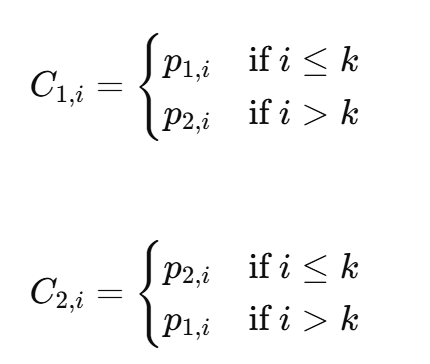 C_{1,i} = { p_{1,i} if i ≤ k
p_{2,i} if i > k
C_{2,i} = { p_{2,i} if i ≤ k
p_{1,i} if i > k